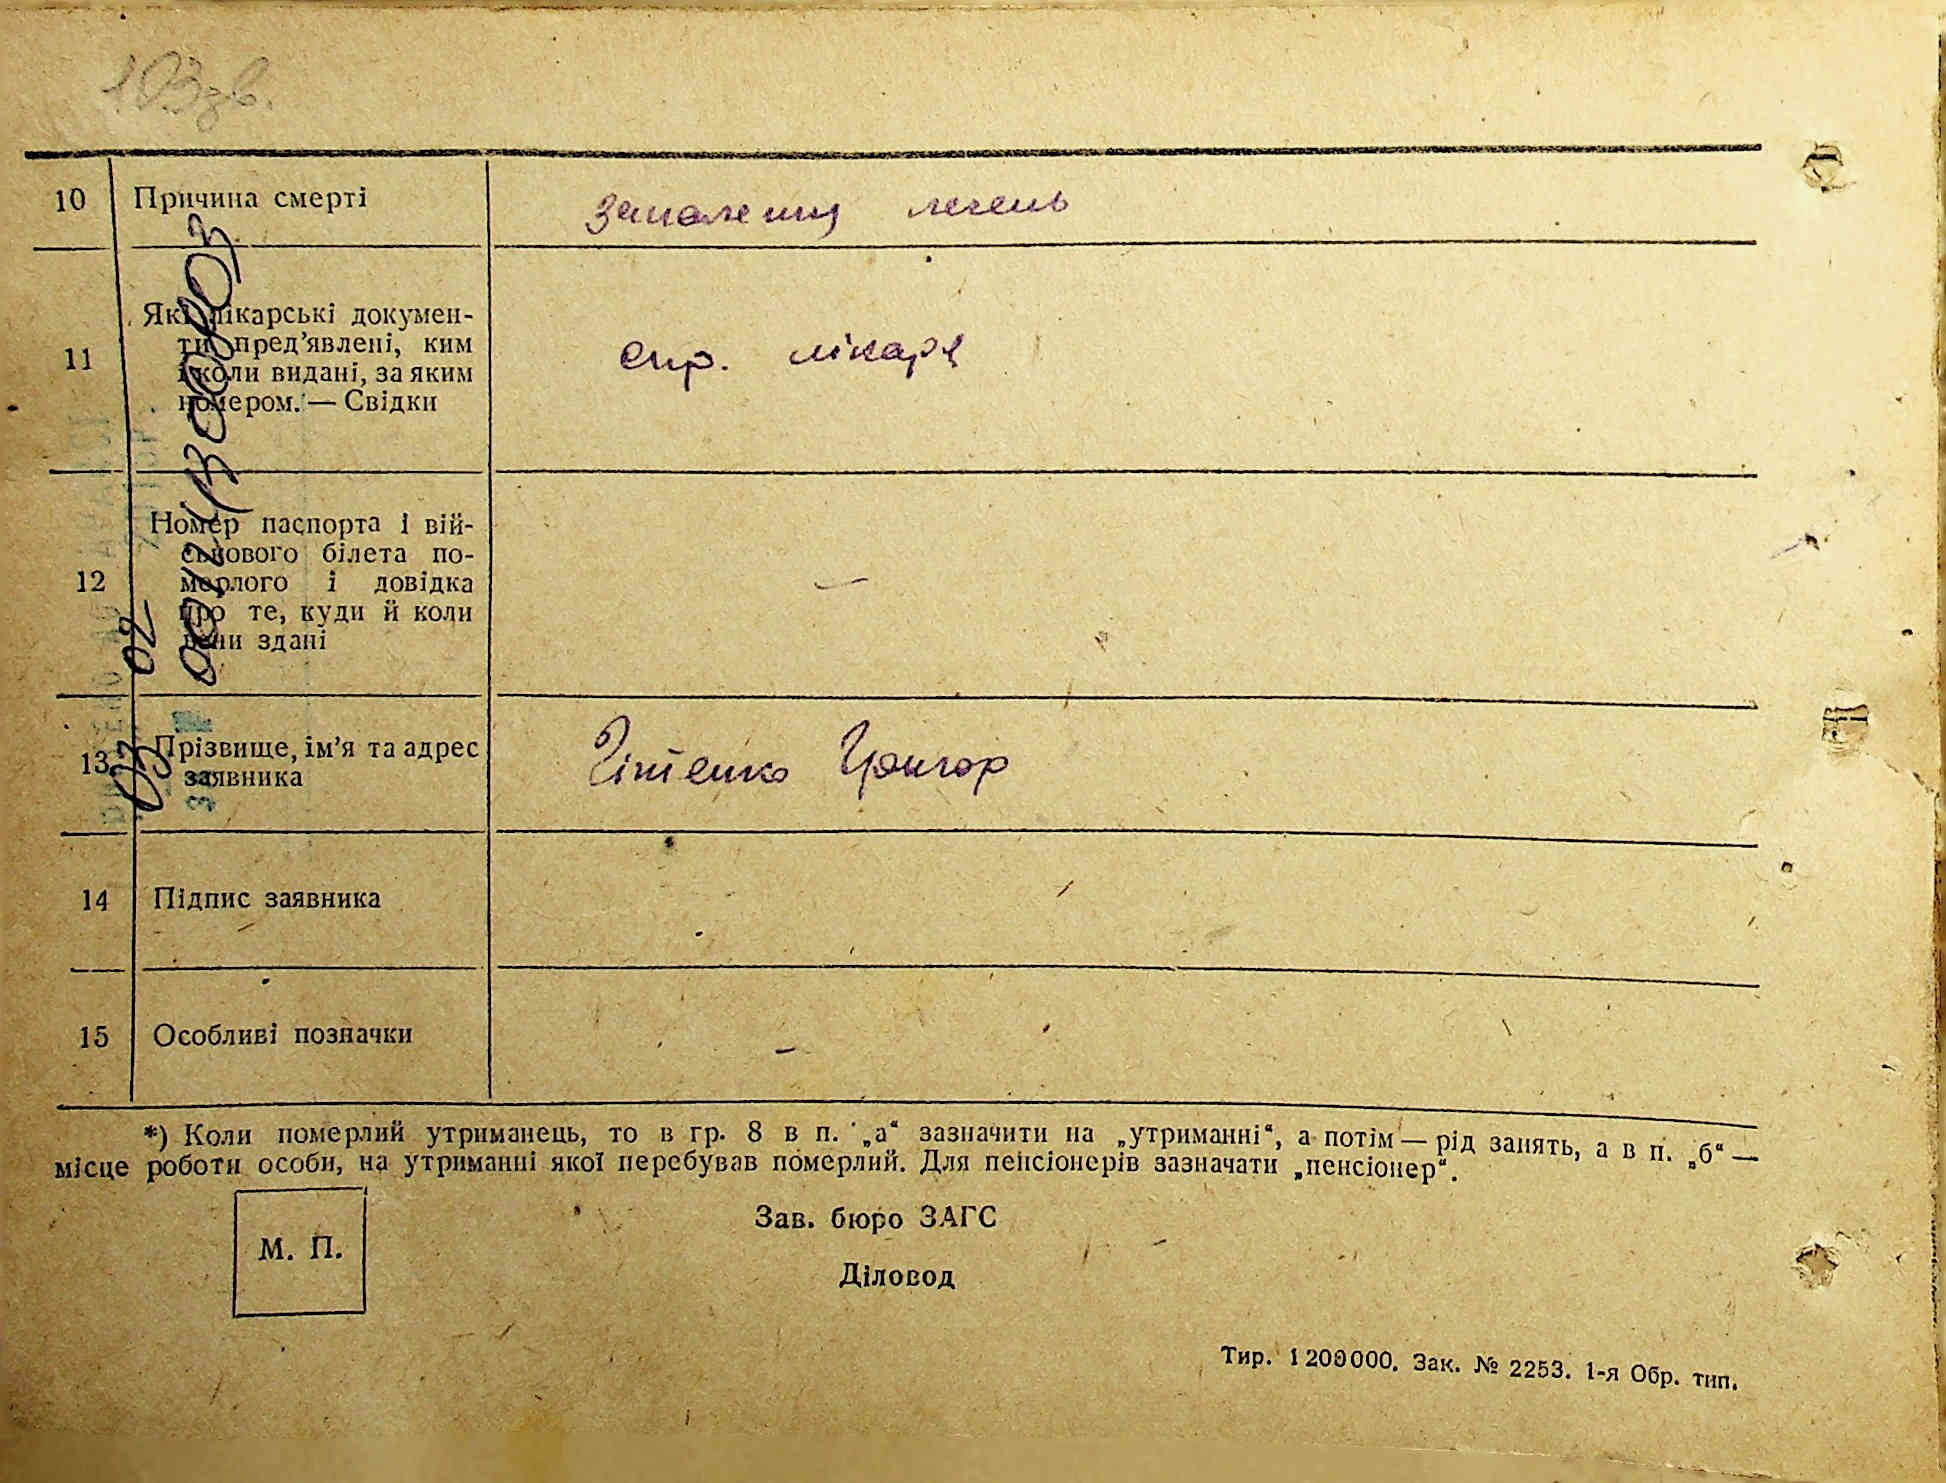 103зв.
10 Причина смерті запалення легень
11 Які лікарські докумен-
ти пред’явлені, ким
і коли видані, за яким
номером. — Свідки
спр. лікаря
12 Номер паспорта і вій-
ськового білета по-
мерлого і довідка
про те, куди й коли
вони здані
—
13 Прізвище, ім’я та адрес
заявника
14 Підпис заявника
15 Особливі позначки
*) Коли померлий утриманець, то в гр. 8 в п. „а“ зазначити на „утриманні“, а потім — рід занять, а в п. „б“ —
місце роботи особи, на утриманні якої перебував померлий. Для пенсіонерів зазначати „пенсіонер“.
М. П.
Зав. бюро ЗАГС
Діловод
Тир. 1 200 000. Зак. № 2253. 1-я Обр. тип.